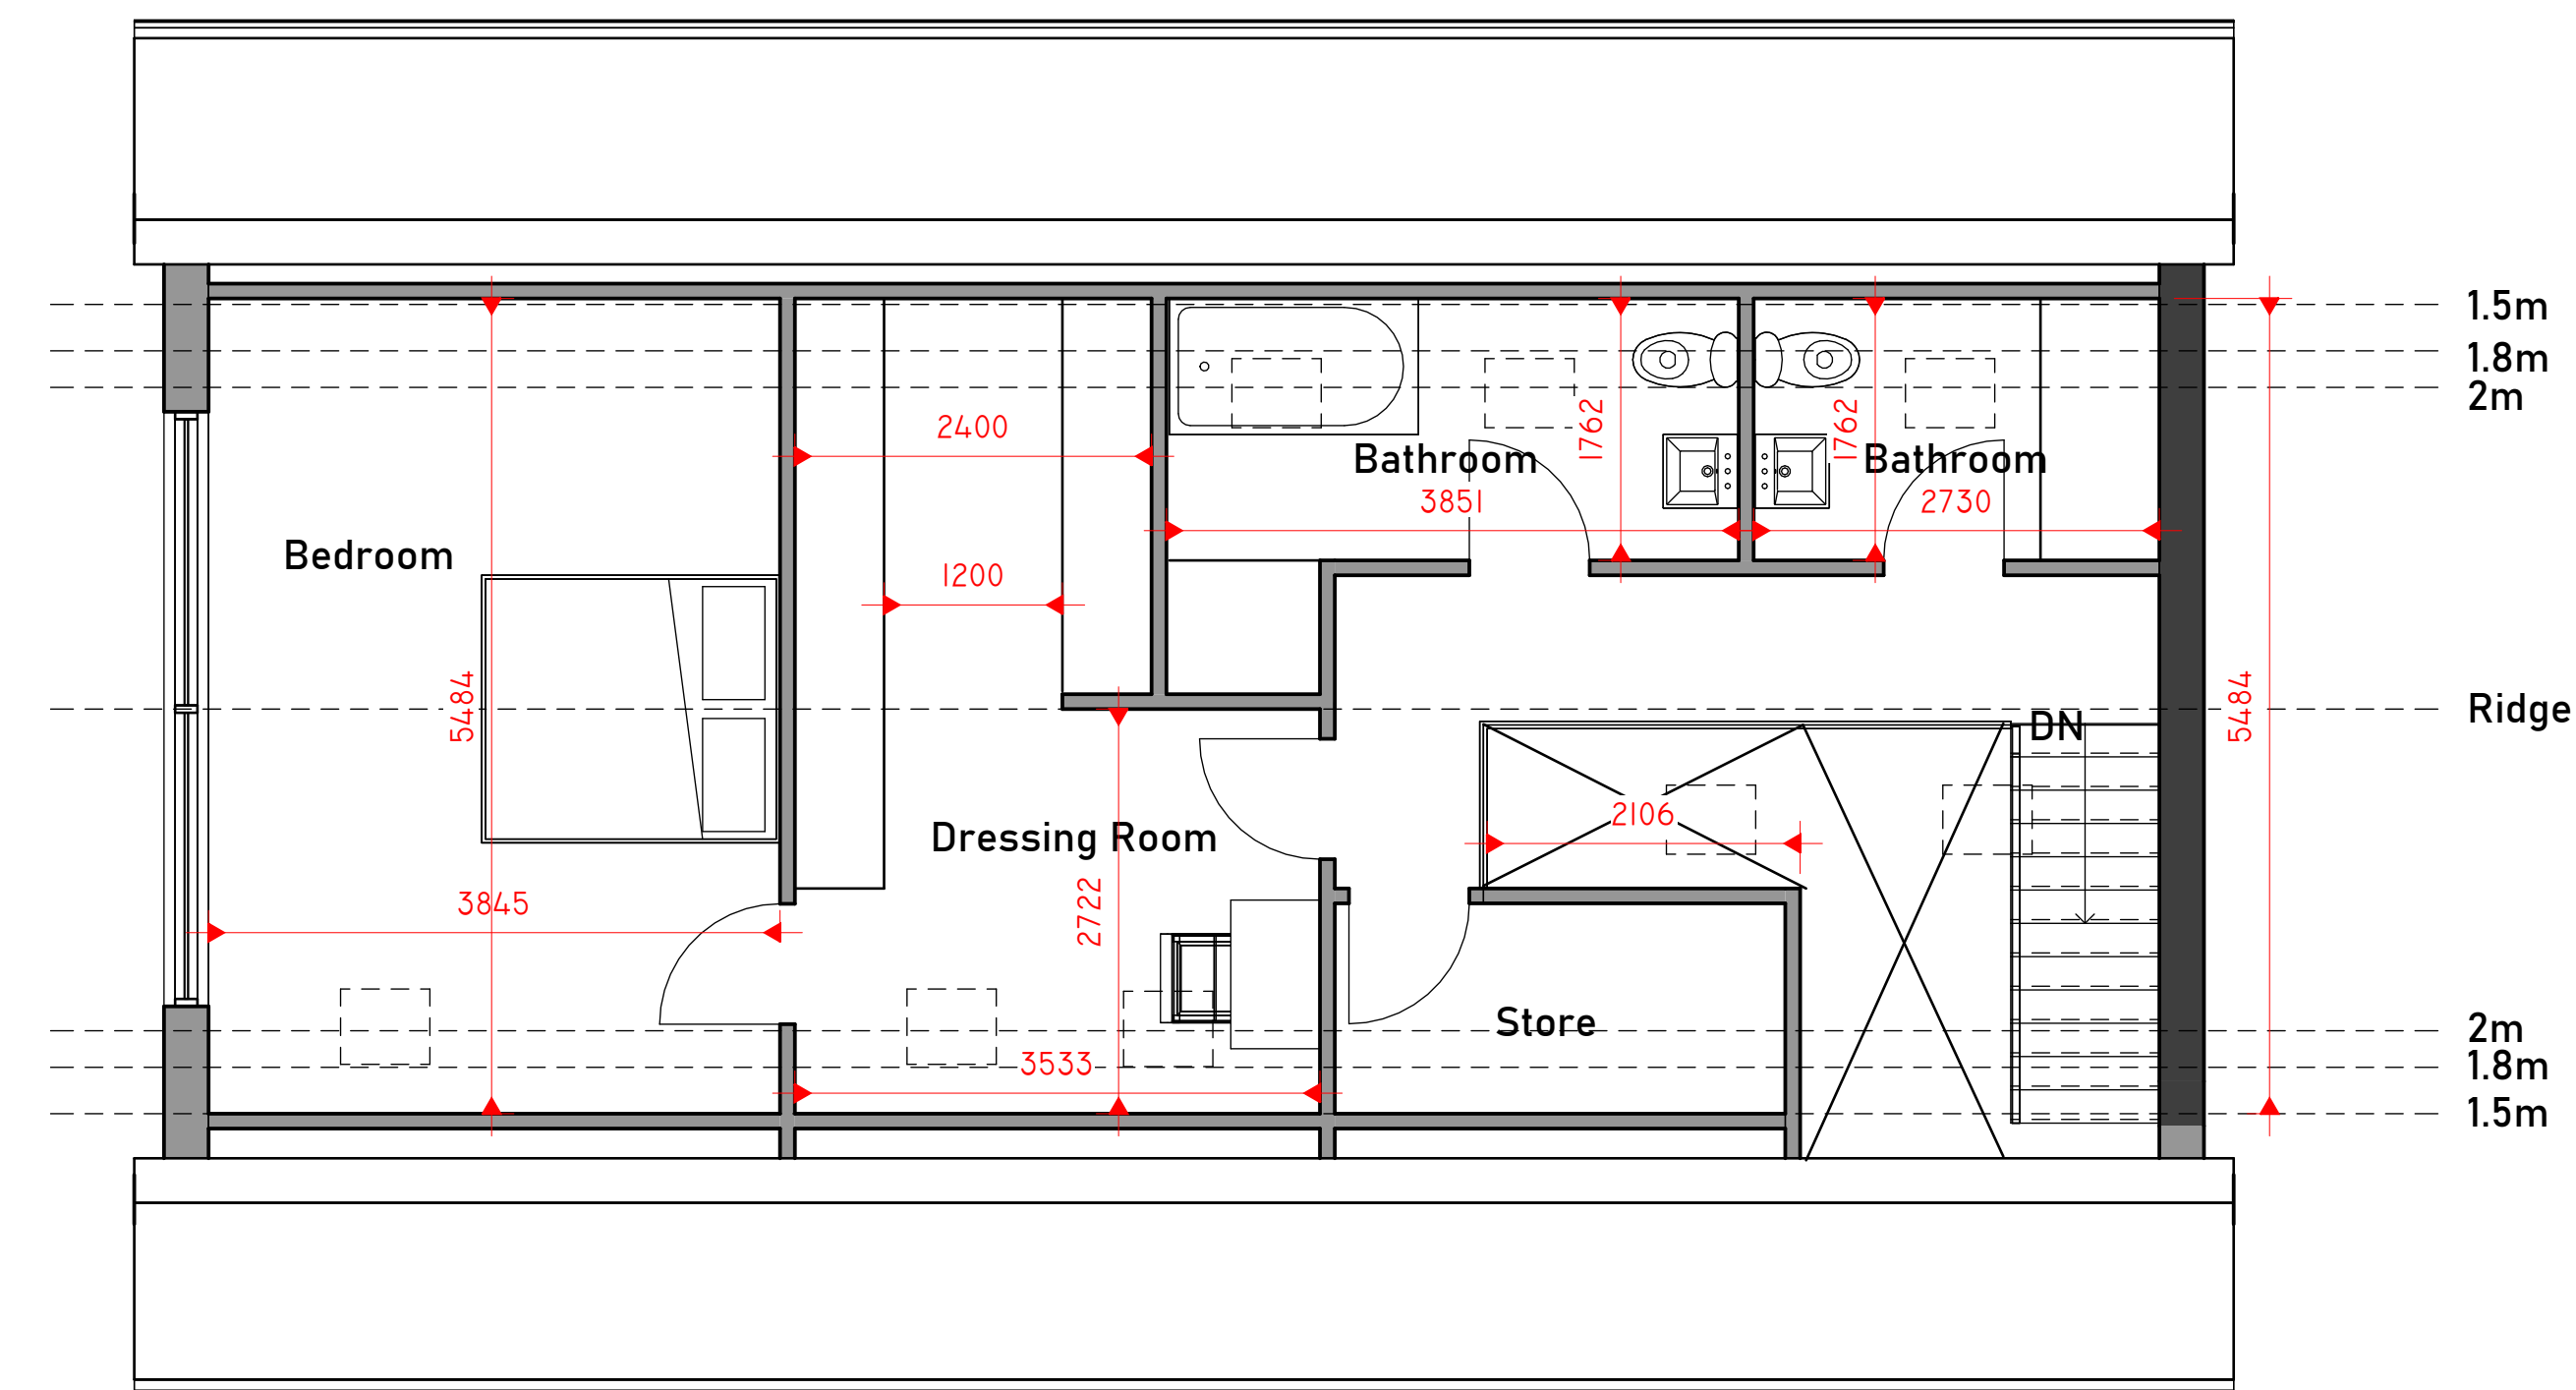 1.5m
1.8m
2m
2400
1762
1762
Bathroom
Bathroom
3851
2730
Bedroom
1200
5484
5484
Ridge
DN
2106
Dressing Room
3845
2722
Store
2m
3533
1.8m
1.5m